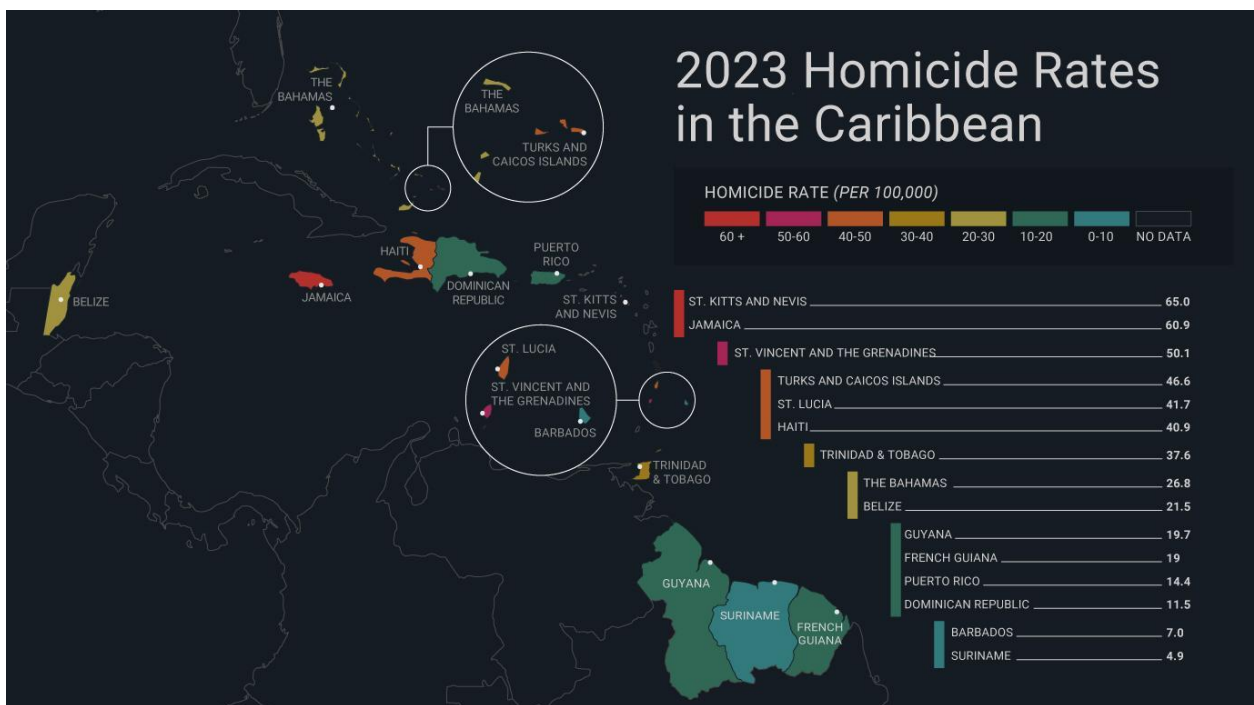 2023 Homicide Rates
in the Caribbean
HOMICIDE RATE (PER 100,000)
60 + 50-60 40-50 30-40 20-30 10-20 0-10 NO DATA
THE
BAHAMAS
THE
BAHAMAS
TURKS AND
CAICOS ISLANDS
HAITI
PUERTO
RICO
DOMINICAN
REPUBLIC
JAMAICA
BELIZE
ST. KITTS
AND NEVIS
ST. LUCIA
ST. VINCENT AND
THE GRENADINES
BARBADOS
TRINIDAD
& TOBAGO
GUYANA
SURINAME
FRENCH
GUIANA
ST. KITTS AND NEVIS 65.0
JAMAICA 60.9
ST. VINCENT AND THE GRENADINES 50.1
TURKS AND CAICOS ISLANDS 46.6
ST. LUCIA 41.7
HAITI 40.9
TRINIDAD & TOBAGO 37.6
THE BAHAMAS 26.8
BELIZE 21.5
GUYANA 19.7
FRENCH GUIANA 19
PUERTO RICO 14.4
DOMINICAN REPUBLIC 11.5
BARBADOS 7.0
SURINAME 4.9